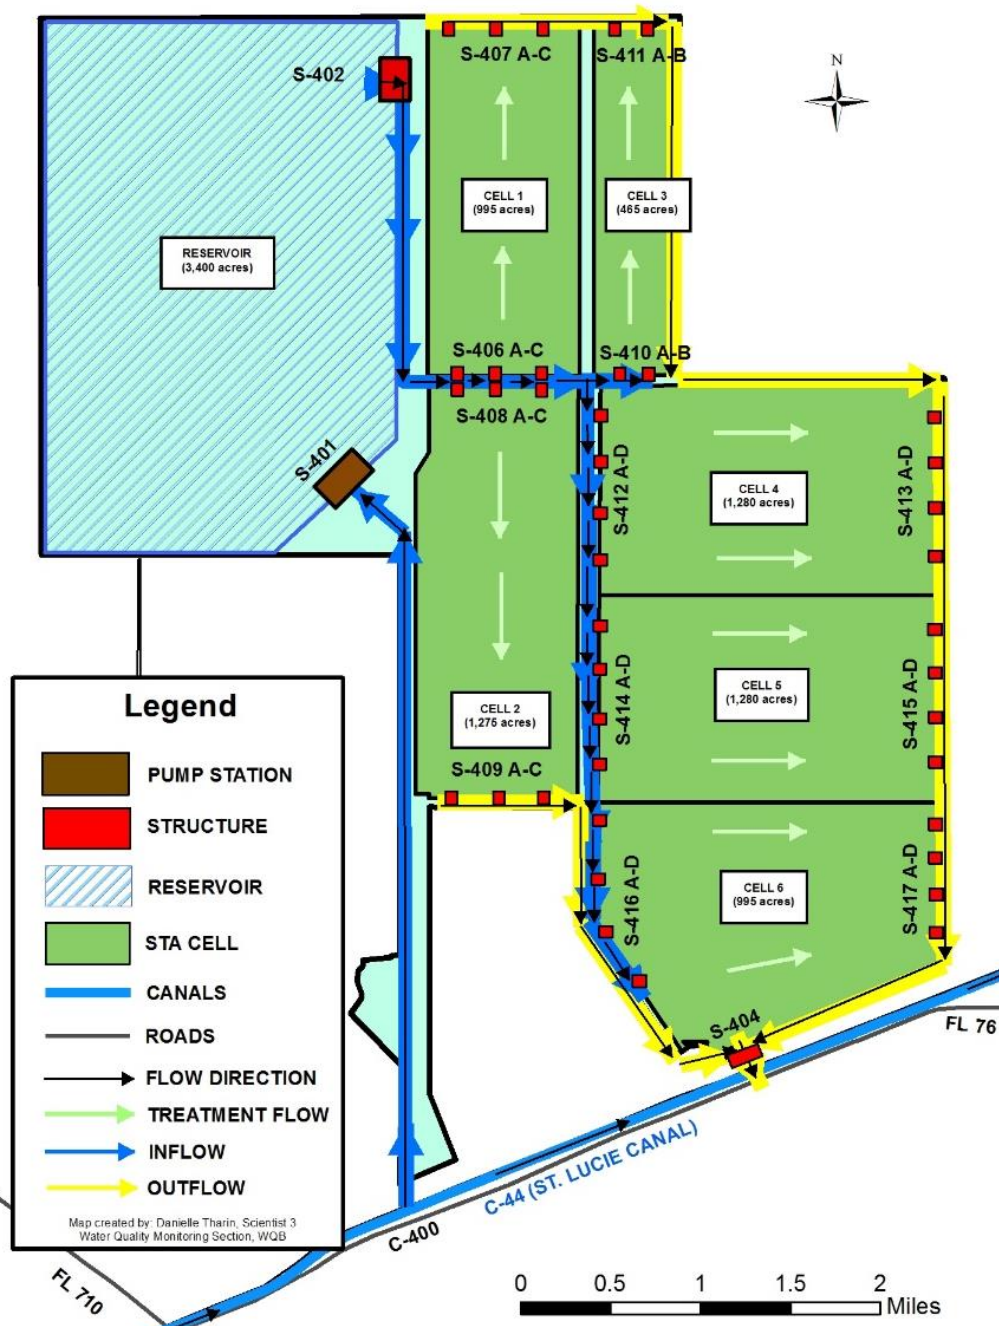 S-402
S-407 A-C
S-411 A-B
N
CELL 1
(995 acres)
CELL 3
(465 acres)
RESERVOIR
(3,400 acres)
S-406 A-C
S-410 A-B
S-408 A-C
S-401
S-412 A-D
CELL 4
(1,280 acres)
S-413 A-D
S-414 A-D
CELL 5
(1,280 acres)
S-415 A-D
CELL 2
(1,275 acres)
S-409 A-C
S-416 A-D
CELL 6
(995 acres)
S-417 A-D
S-404
FL 76
C-44 (ST. LUCIE CANAL)
C-400
FL 710
Legend
PUMP STATION
STRUCTURE
RESERVOIR
STA CELL
CANALS
ROADS
FLOW DIRECTION
TREATMENT FLOW
INFLOW
OUTFLOW
Map created by: Danielle Tharin, Scientist 3
Water Quality Monitoring Section, WQB
0 0.5 1 1.5 2
Miles